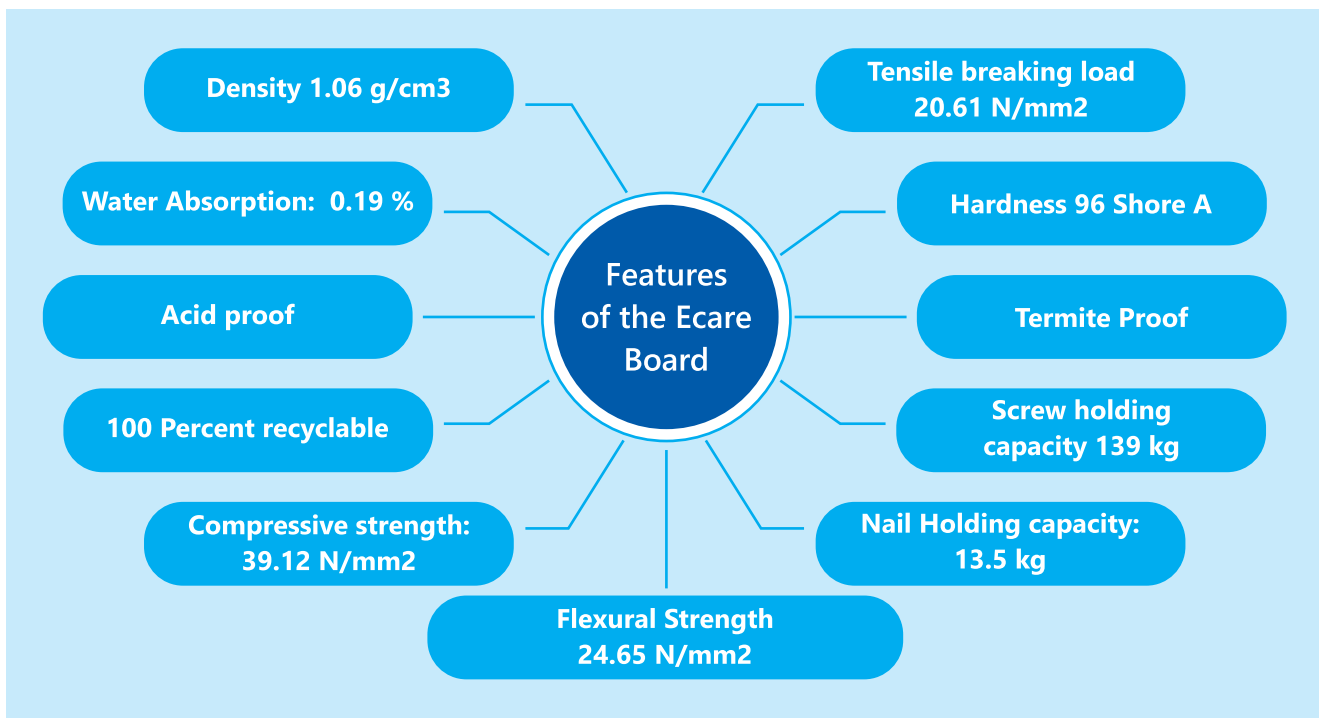 Density 1.06 g/cm3
Tensile breaking load
20.61 N/mm2
Water Absorption:  0.19 %
Hardness 96 Shore A
Features
of the Ecare
Board
Acid proof
Termite Proof
100 Percent recyclable
Screw holding
capacity 139 kg
Compressive strength:
39.12 N/mm2
Nail Holding capacity:
13.5 kg
Flexural Strength
24.65 N/mm2